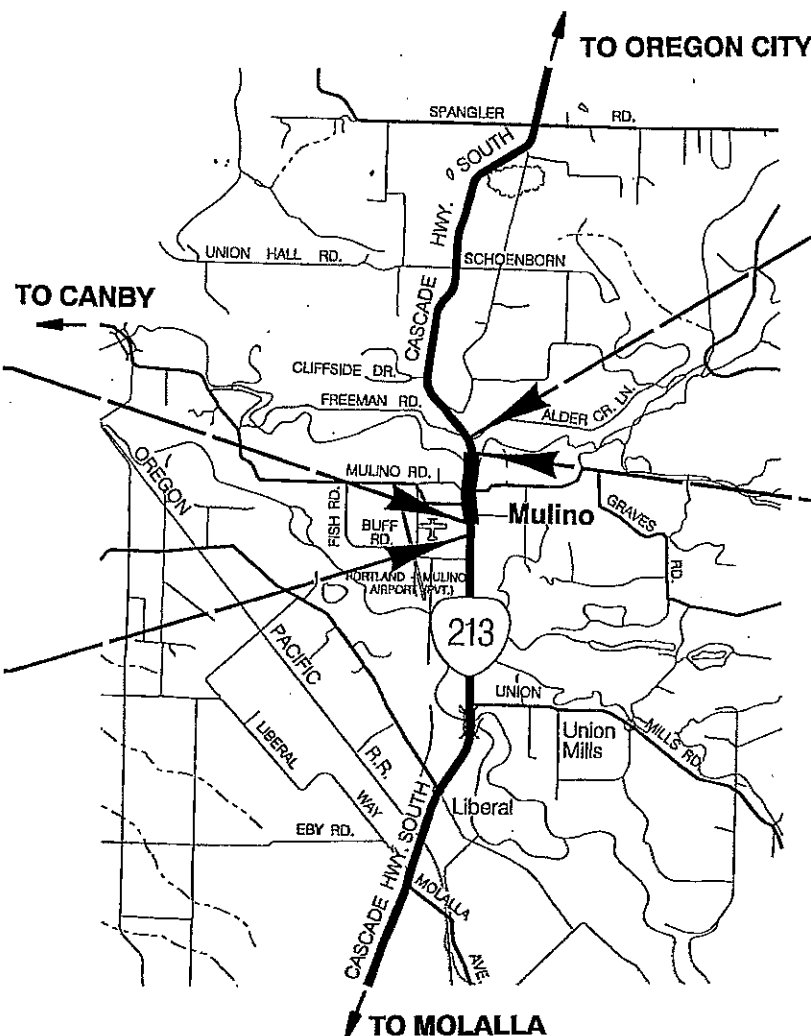 TO OREGON CITY
SPANGLER RD.
CASCADE HWY. SOUTH
UNION HALL RD.
SCHOENBORN
TO CANBY
CLIFFSIDE DR.
FREEMAN RD.
ALDER CR. LN.
OREGON PACIFIC R.R.
MULINO RD.
Mulino
FISH RD.
BUFF RD.
GRAVES RD.
PORTLAND - MULINO
AIRPORT (PVT.)
213
UNION MILLS RD.
Union
Mills
LIBERAL WAY
Liberal
EBY RD.
CASCADE HWY. SOUTH
MOLALLA AVE.
TO MOLALLA